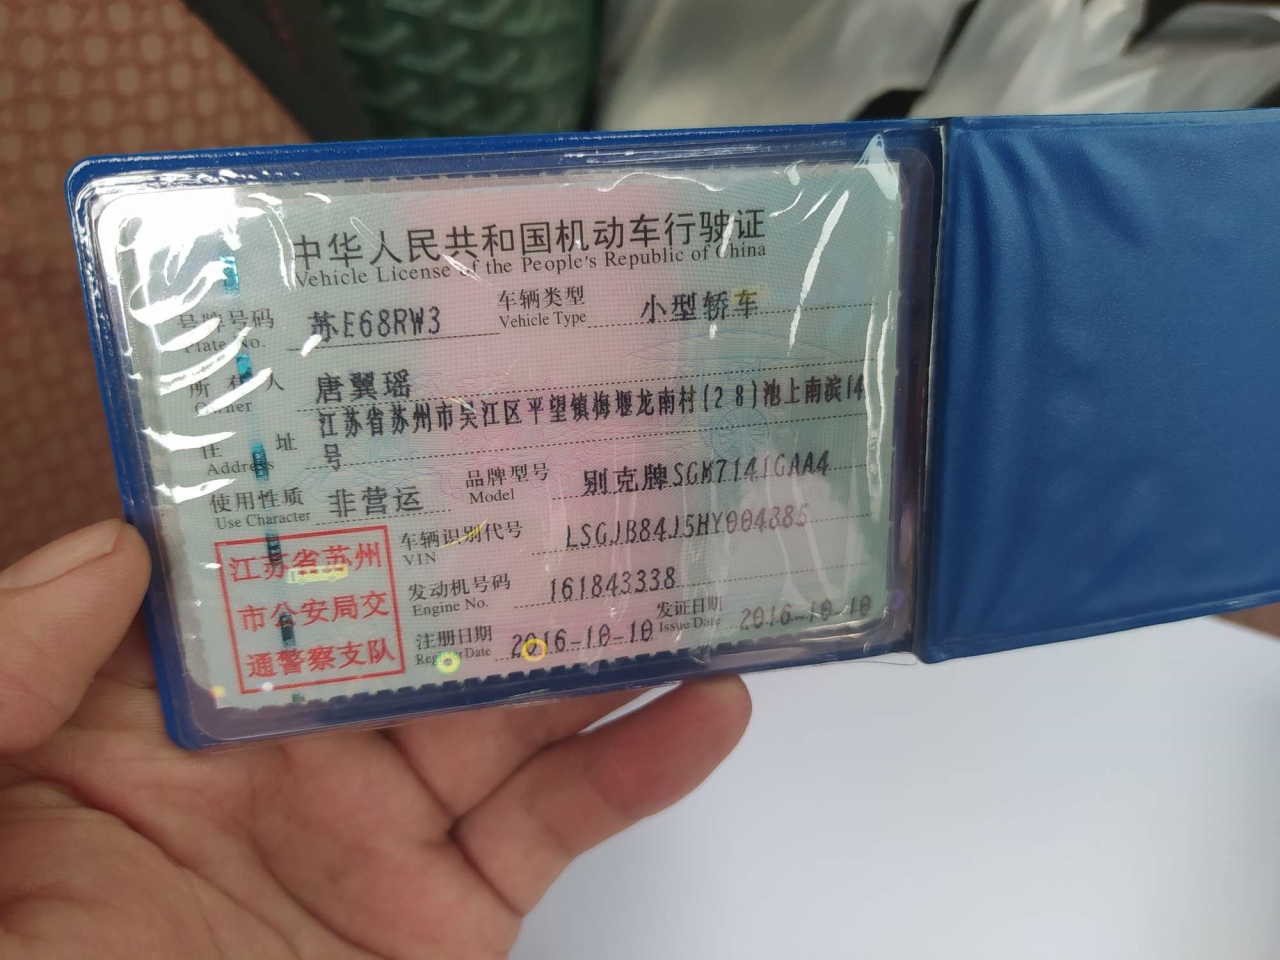 中华人民共和国机动车行驶证
Vehicle License of the People's Republic of China
号牌号码 苏E68RW3 车辆类型 小型轿车
Plate No. Vehicle Type
所有人 唐翼瑶
Owner
住址 江苏省苏州市吴江区平望镇梅堰龙南村(28)池上南滨14
Address 号
使用性质 非营运 品牌型号 别克牌SGM7141GAA4
Use Character Model
江苏省苏州
市公安局交
通警察支队
车辆识别代号 LSGJB84J5HY004885
VIN
发动机号码 161843338
Engine No.
注册日期 2016-10-10 发证日期 2016-10-10
Register Date Issue Date